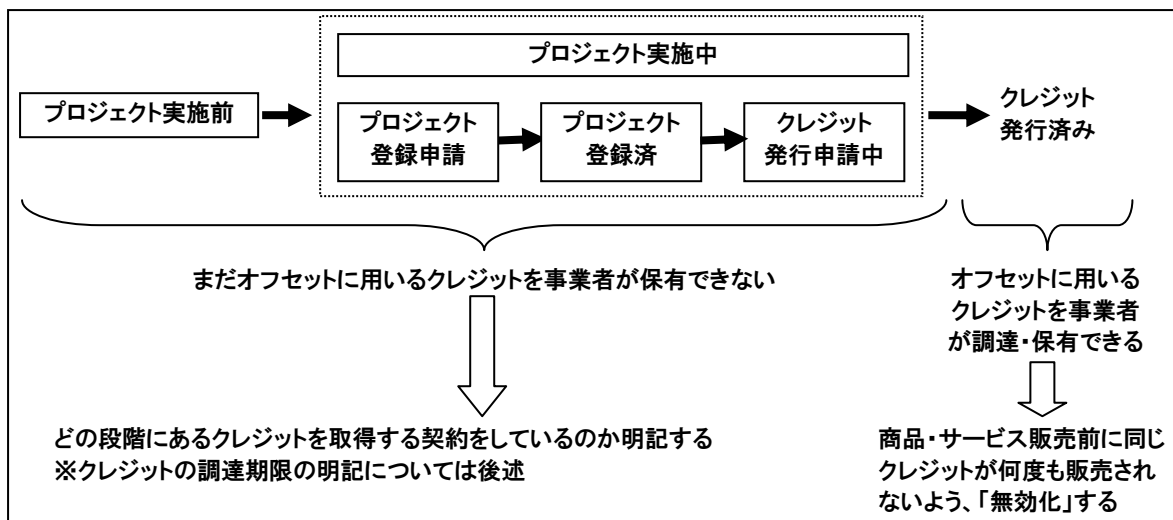 プロジェクト実施中
プロジェクト実施前
プロジェクト
登録申請
プロジェクト
登録済
クレジット
発行申請中
クレジット
発行済み
まだオフセットに用いるクレジットを事業者が保有できない
オフセットに用いる
クレジットを事業者
が調達・保有できる
どの段階にあるクレジットを取得する契約をしているのか明記する
※クレジットの調達期限の明記については後述
商品・サービス販売前に同じ
クレジットが何度も販売され
ないよう、「無効化」する